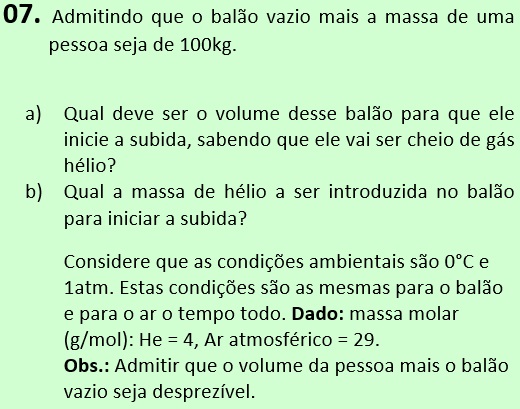 07. Admitindo que o balão vazio mais a massa de uma
pessoa seja de 100kg.
a) Qual deve ser o volume desse balão para que ele
inicie a subida, sabendo que ele vai ser cheio de gás
hélio?
b) Qual a massa de hélio a ser introduzida no balão
para iniciar a subida?
Considere que as condições ambientais são 0°C e
1atm. Estas condições são as mesmas para o balão
e para o ar o tempo todo. Dado: massa molar
(g/mol): He = 4, Ar atmosférico = 29.
Obs.: Admitir que o volume da pessoa mais o balão
vazio seja desprezível.